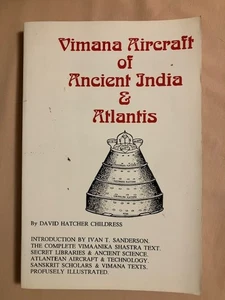 Vimana Aircraft
of
Ancient India
&
Atlantis
By DAVID HATCHER CHILDRESS
INTRODUCTION BY IVAN T. SANDERSON.
THE COMPLETE VIMAANIKA SHASTRA TEXT.
SECRET LIBRARIES & ANCIENT SCIENCE.
ATLANTEAN AIRCRAFT & TECHNOLOGY.
SANSKRIT SCHOLARS & VIMANA TEXTS.
PROFUSELY ILLUSTRATED.